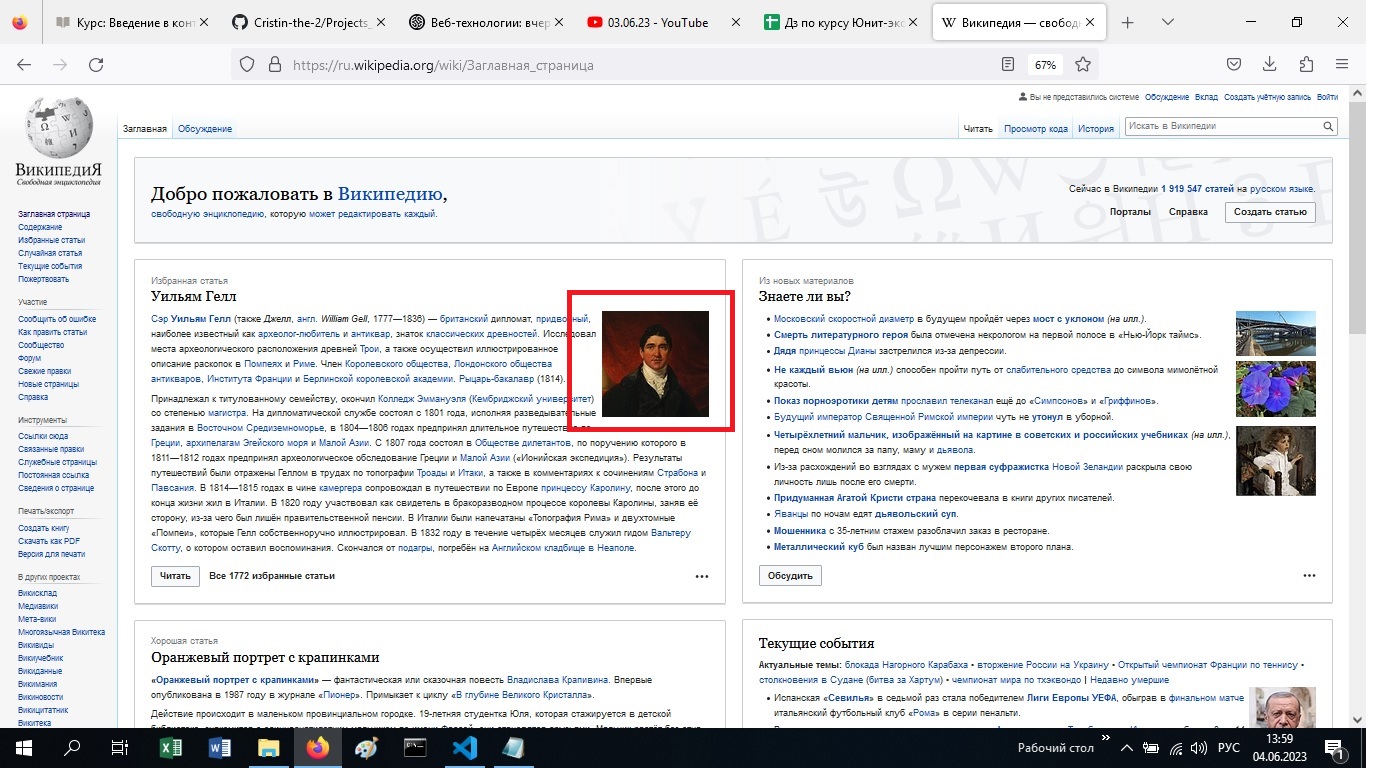 Курс: Введение в конт
Cristin-the-2/Projects_
Веб-технологии: вчер
03.06.23 - YouTube
Дз по курсу Юнит-эко
Википедия — свободн
https://ru.wikipedia.org/wiki/Заглавная_страница
67%
Вы не представились системе Обсуждение Вклад Создать учётную запись Войти
Заглавная Обсуждение
Читать Просмотр кода История
Искать в Википедии
ВикипедиЯ
Свободная энциклопедия
Заглавная страница
Содержание
Избранные статьи
Случайная статья
Текущие события
Пожертвовать
Участие
Сообщить об ошибке
Как править статьи
Сообщество
Форум
Свежие правки
Новые страницы
Справка
Инструменты
Ссылки сюда
Связанные правки
Служебные страницы
Постоянная ссылка
Сведения о странице
Печать/экспорт
Создать книгу
Скачать как PDF
Версия для печати
В других проектах
Викисклад
Медиавики
Мета-вики
Многоязычная Викитека
Викивиды
Викиучебник
Викиданные
Викимания
Викиновости
Викицитатник
Викитека
Добро пожаловать в Википедию,
свободную энциклопедию, которую может редактировать каждый.
Сейчас в Википедии 1 919 547 статей на русском языке.
Порталы Справка Создать статью
Избранная статья
Уильям Гелл
Сэр Уильям Гелл (также Джелл, англ. William Gell, 1777—1836) — британский дипломат, придворный,
наиболее известный как археолог-любитель и антиквар, знаток классических древностей. Исследовал
места археологического расположения древней Трои, а также осуществил иллюстрированное
описание раскопок в Помпеях и Риме. Член Королевского общества, Лондонского общества
антикваров, Института Франции и Берлинской королевской академии. Рыцарь-бакалавр (1814).
Принадлежал к титулованному семейству, окончил Колледж Эммануэля (Кембриджский университет)
со степенью магистра. На дипломатической службе состоял с 1801 года, исполняя разведывательные
задания в Восточном Средиземноморье, в 1804—1806 годах предпринял длительное путешествие по
Греции, архипелагам Эгейского моря и Малой Азии. С 1807 года состоял в Обществе дилетантов, по поручению которого в
1811—1812 годах предпринял археологическое обследование Греции и Малой Азии («Ионийская экспедиция»). Результаты
путешествий были отражены Геллом в трудах по топографии Троады и Итаки, а также в комментариях к сочинениям Страбона и
Павсания. В 1814—1815 годах в чине камергера сопровождал в путешествии по Европе принцессу Каролину, после этого до
конца жизни жил в Италии. В 1820 году участвовал как свидетель в бракоразводном процессе королевы Каролины, заняв её
сторону, из-за чего был лишён правительственной пенсии. В Италии были напечатаны «Топография Рима» и двухтомные
«Помпеи», которые Гелл собственноручно иллюстрировал. В 1832 году в течение четырёх месяцев служил гидом Вальтеру
Скотту, о котором оставил воспоминания. Скончался от подагры, погребён на Английском кладбище в Неаполе.
Читать Все 1772 избранные статьи
Из новых материалов
Знаете ли вы?
Московский скоростной диаметр в будущем пройдёт через мост с уклоном (на илл.).
Смерть литературного героя была отмечена некрологом на первой полосе в «Нью-Йорк таймс».
Дядя принцессы Дианы застрелился из-за депрессии.
Не каждый вьюн (на илл.) способен пройти путь от слабительного средства до символа мимолётной
красоты.
Показ порноэротики детям прославил телеканал ещё до «Симпсонов» и «Гриффинов».
Будущий император Священной Римской империи чуть не утонул в уборной.
Четырёхлетний мальчик, изображённый на картине в советских и российских учебниках (на илл.),
перед сном молился за папу, маму и дьявола.
Из-за расхождений во взглядах с мужем первая суфражистка Новой Зеландии раскрыла свою
личность лишь после его смерти.
Придуманная Агатой Кристи страна перекочевала в книги других писателей.
Яванцы по ночам едят дьявольский суп.
Мошенника с 35-летним стажем разоблачил заказ в ресторане.
Металлический куб был назван лучшим персонажем второго плана.
Обсудить
Хорошая статья
Оранжевый портрет с крапинками
«Оранжевый портрет с крапинками» — фантастическая или сказочная повесть Владислава Крапивина. Впервые
опубликована в 1987 году в журнале «Пионер». Примыкает к циклу «В глубине Великого Кристалла».
Действие происходит в маленьком провинциальном городке. 19-летняя студентка Юля, которая стажируется в детской
Текущие события
Актуальные темы: блокада Нагорного Карабаха • вторжение России на Украину • Открытый чемпионат Франции по теннису •
столкновения в Судане (битва за Хартум) • чемпионат мира по тхэквондо | Недавно умершие
Испанская «Севилья» в седьмой раз стала победителем Лиги Европы УЕФА, обыграв в финальном матче
итальянский футбольный клуб «Рома» в серии пенальти.
Рабочий стол
РУС
13:59
04.06.2023
1